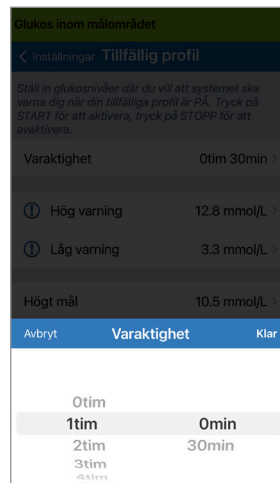 Glukos inom målområdet
Inställningar Tillfällig profil
Ställ in glukosnivåer där du vill att systemet ska
varna dig när din tillfälliga profil är PÅ. Tryck på
START för att aktivera, tryck på STOPP för att
avaktivera.
Varaktighet 0tim 30min
Hög varning 12.8 mmol/L
Låg varning 3.3 mmol/L
Högt mål 10.5 mmol/L
Avbryt Varaktighet Klar
0tim
1tim 0min
2tim 30min
3tim
4tim